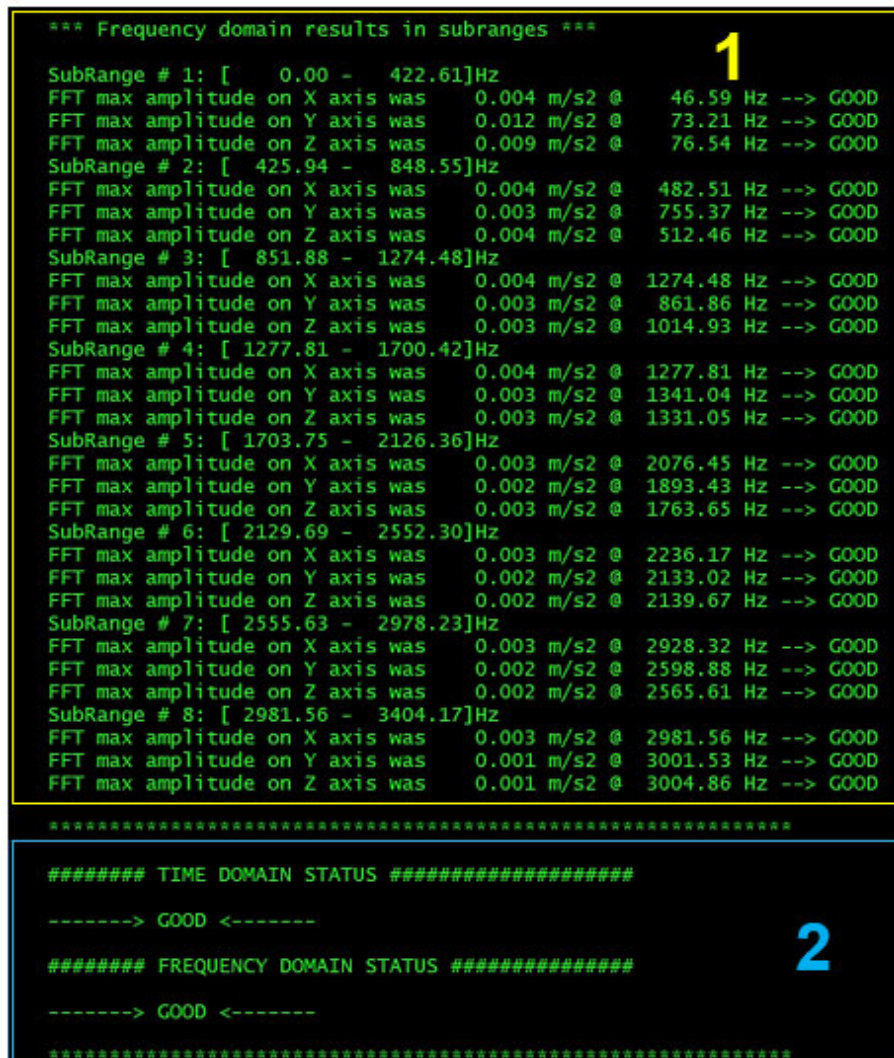 *** Frequency domain results in subranges ***
1
SubRange # 1: [    0.00 -   422.61]Hz
FFT max amplitude on X axis was    0.004 m/s2 @    46.59 Hz --> GOOD
FFT max amplitude on Y axis was    0.012 m/s2 @    73.21 Hz --> GOOD
FFT max amplitude on Z axis was    0.009 m/s2 @    76.54 Hz --> GOOD
SubRange # 2: [  425.94 -   848.55]Hz
FFT max amplitude on X axis was    0.004 m/s2 @   482.51 Hz --> GOOD
FFT max amplitude on Y axis was    0.003 m/s2 @   755.37 Hz --> GOOD
FFT max amplitude on Z axis was    0.004 m/s2 @   512.46 Hz --> GOOD
SubRange # 3: [  851.88 -  1274.48]Hz
FFT max amplitude on X axis was    0.004 m/s2 @  1274.48 Hz --> GOOD
FFT max amplitude on Y axis was    0.003 m/s2 @   861.86 Hz --> GOOD
FFT max amplitude on Z axis was    0.003 m/s2 @  1014.93 Hz --> GOOD
SubRange # 4: [ 1277.81 -  1700.42]Hz
FFT max amplitude on X axis was    0.004 m/s2 @  1277.81 Hz --> GOOD
FFT max amplitude on Y axis was    0.003 m/s2 @  1341.04 Hz --> GOOD
FFT max amplitude on Z axis was    0.003 m/s2 @  1331.05 Hz --> GOOD
SubRange # 5: [ 1703.75 -  2126.36]Hz
FFT max amplitude on X axis was    0.003 m/s2 @  2076.45 Hz --> GOOD
FFT max amplitude on Y axis was    0.002 m/s2 @  1893.43 Hz --> GOOD
FFT max amplitude on Z axis was    0.003 m/s2 @  1763.65 Hz --> GOOD
SubRange # 6: [ 2129.69 -  2552.30]Hz
FFT max amplitude on X axis was    0.003 m/s2 @  2236.17 Hz --> GOOD
FFT max amplitude on Y axis was    0.002 m/s2 @  2133.02 Hz --> GOOD
FFT max amplitude on Z axis was    0.002 m/s2 @  2139.67 Hz --> GOOD
SubRange # 7: [ 2555.63 -  2978.23]Hz
FFT max amplitude on X axis was    0.003 m/s2 @  2928.32 Hz --> GOOD
FFT max amplitude on Y axis was    0.002 m/s2 @  2598.88 Hz --> GOOD
FFT max amplitude on Z axis was    0.002 m/s2 @  2565.61 Hz --> GOOD
SubRange # 8: [ 2981.56 -  3404.17]Hz
FFT max amplitude on X axis was    0.003 m/s2 @  2981.56 Hz --> GOOD
FFT max amplitude on Y axis was    0.001 m/s2 @  3001.53 Hz --> GOOD
FFT max amplitude on Z axis was    0.001 m/s2 @  3004.86 Hz --> GOOD
*************************************************************
######## TIME DOMAIN STATUS ####################
-------> GOOD <-------
2
######## FREQUENCY DOMAIN STATUS ###############
-------> GOOD <-------
*************************************************************